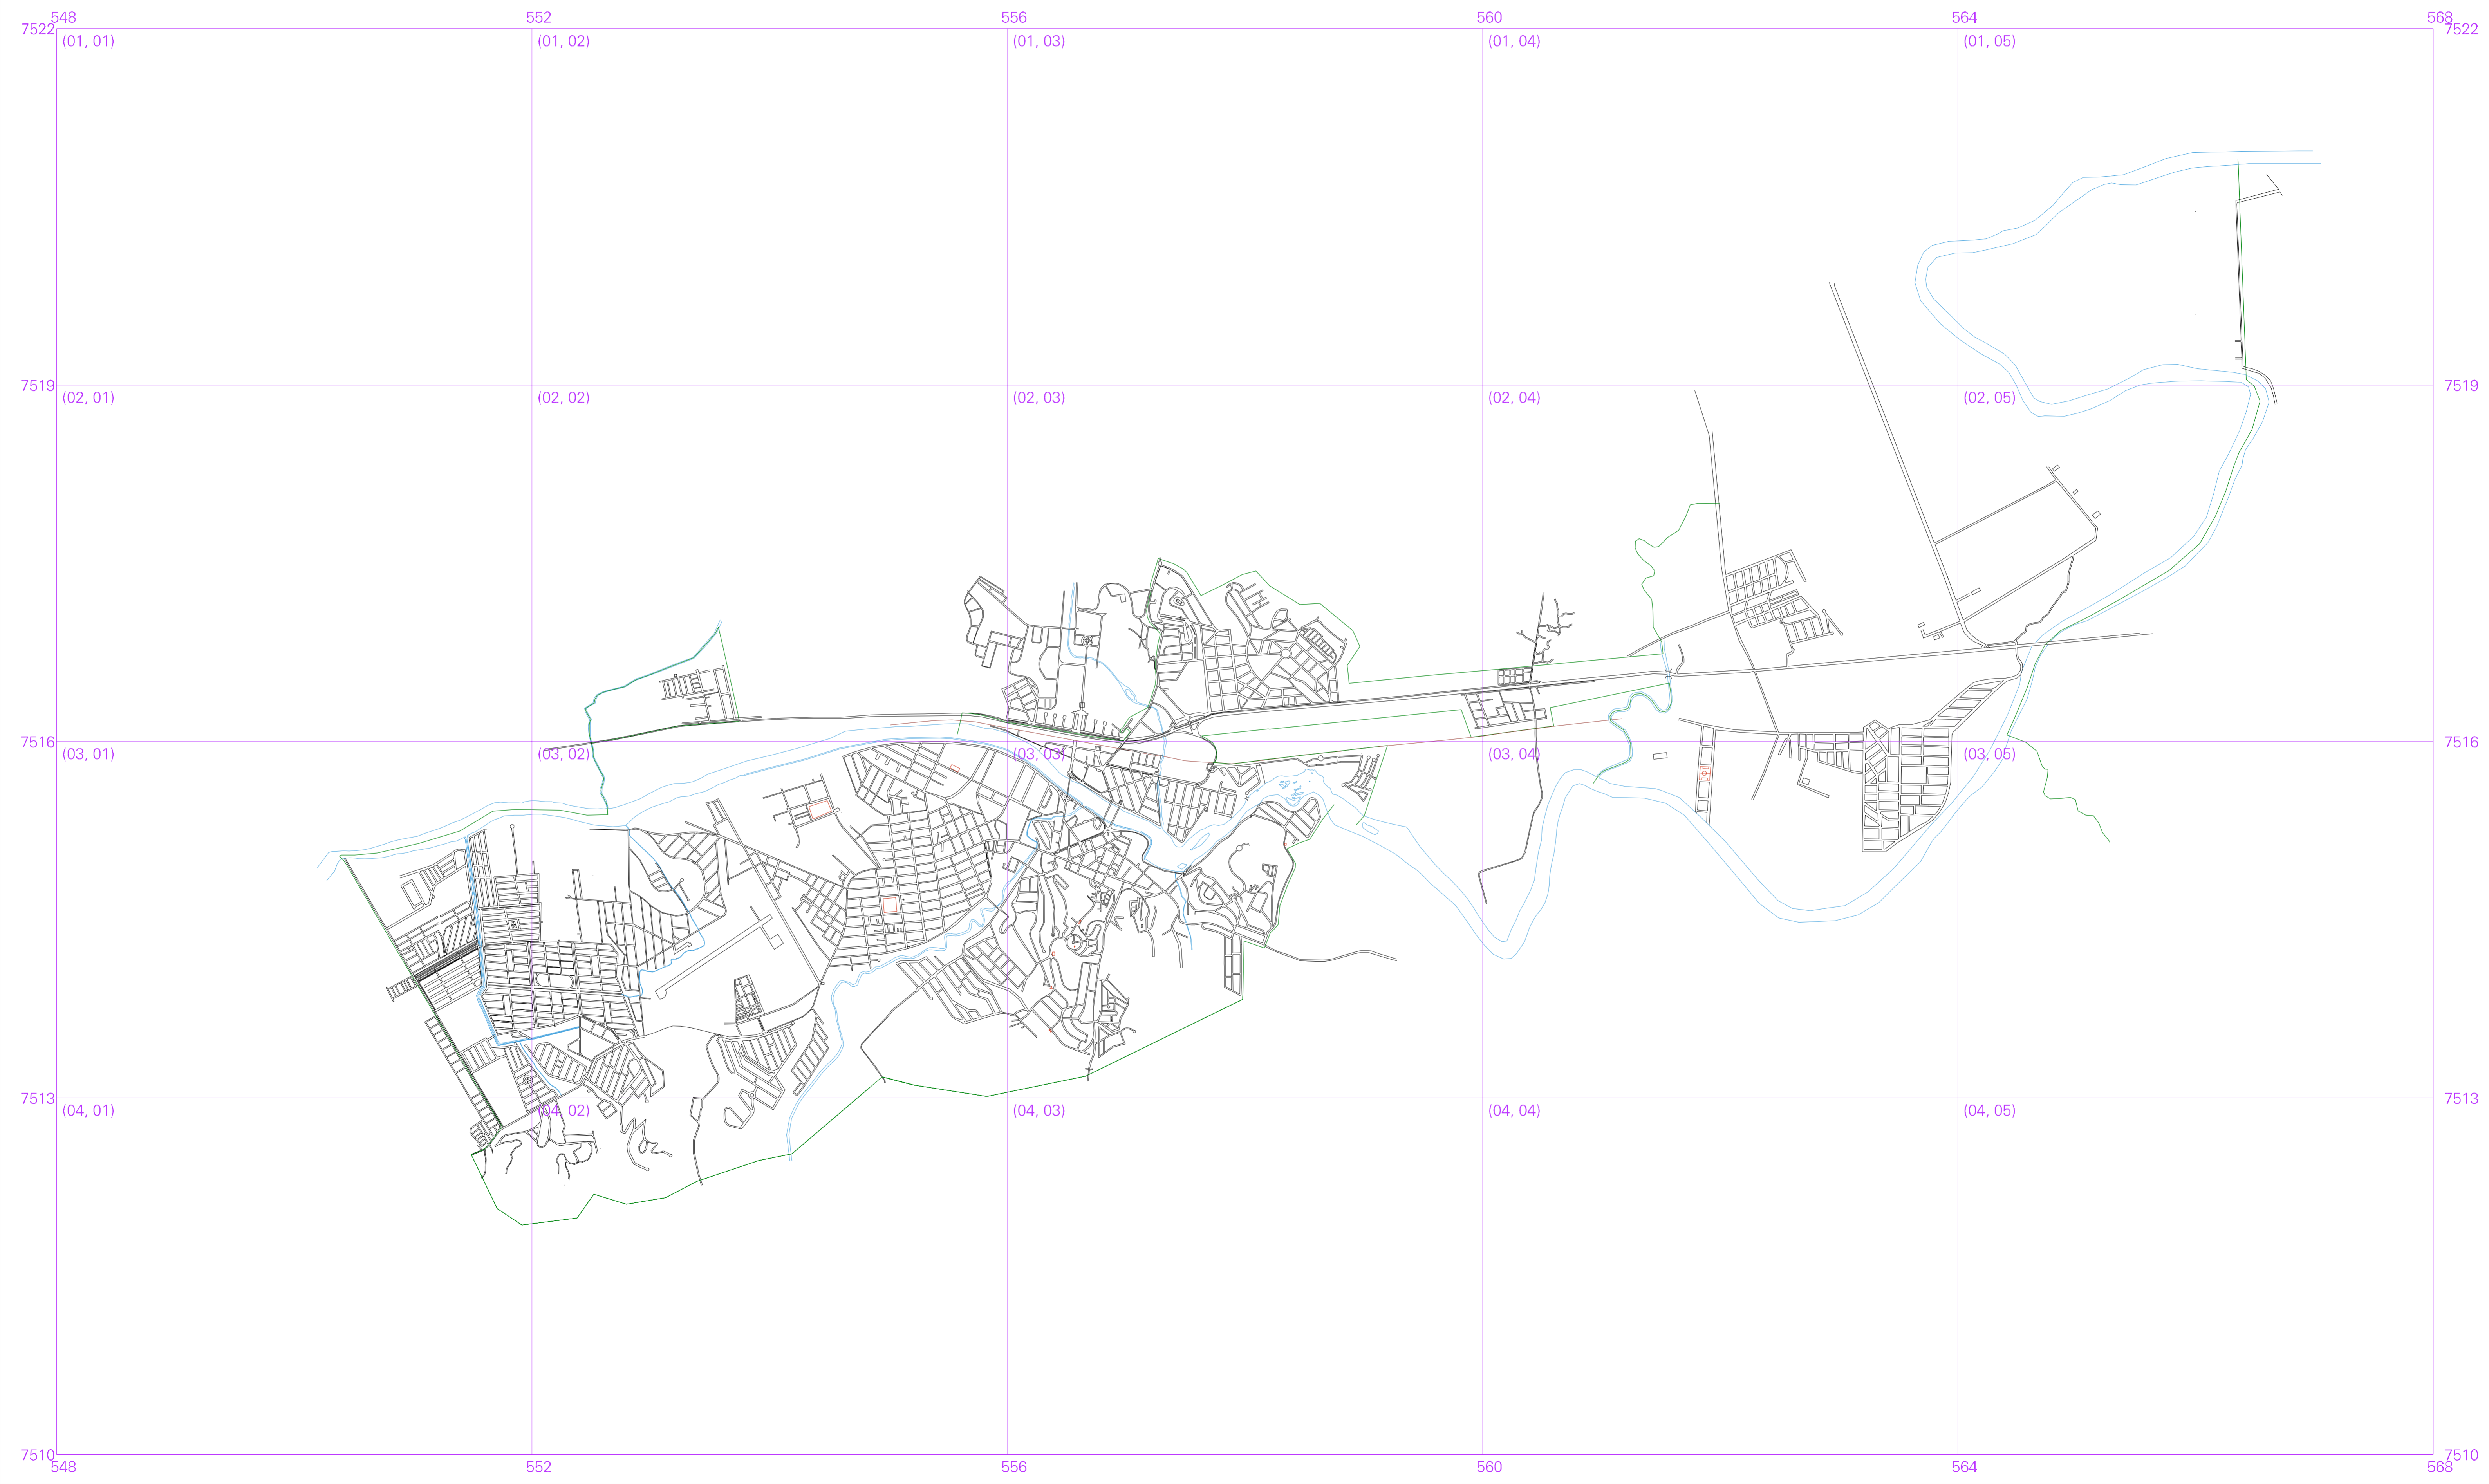 548 552 556 560 564 568
7522 7522
(01, 01) (01, 02) (01, 03) (01, 04) (01, 05)
7519 7519
(02, 01) (02, 02) (02, 03) (02, 04) (02, 05)
7516 7516
(03, 01) (03, 02) (03, 03) (03, 04) (03, 05)
7513 7513
(04, 01) (04, 02) (04, 03) (04, 04) (04, 05)
7510 7510
548 552 556 560 564 568